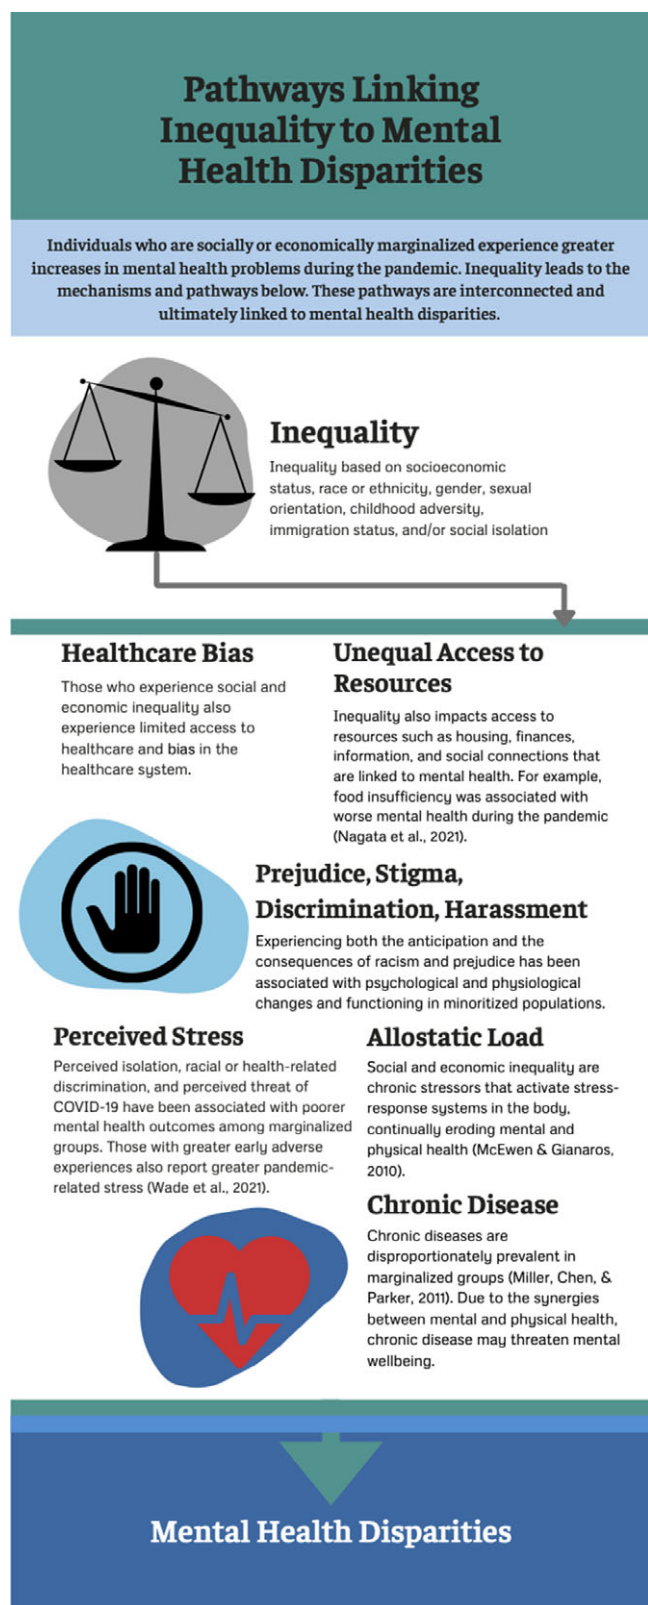 Pathways Linking
Inequality to Mental
Health Disparities
Individuals who are socially or economically marginalized experience greater
increases in mental health problems during the pandemic. Inequality leads to the
mechanisms and pathways below. These pathways are interconnected and
ultimately linked to mental health disparities.
Inequality
Inequality based on socioeconomic
status, race or ethnicity, gender, sexual
orientation, childhood adversity,
immigration status, and/or social isolation
Healthcare Bias
Those who experience social and
economic inequality also
experience limited access to
healthcare and bias in the
healthcare system.
Unequal Access to
Resources
Inequality also impacts access to
resources such as housing, finances,
information, and social connections that
are linked to mental health. For example,
food insufficiency was associated with
worse mental health during the pandemic
(Nagata et al., 2021).
Prejudice, Stigma,
Discrimination, Harassment
Experiencing both the anticipation and the
consequences of racism and prejudice has been
associated with psychological and physiological
changes and functioning in minoritized populations.
Perceived Stress
Perceived isolation, racial or health-related
discrimination, and perceived threat of
COVID-19 have been associated with poorer
mental health outcomes among marginalized
groups. Those with greater early adverse
experiences also report greater pandemic-
related stress (Wade et al., 2021).
Allostatic Load
Social and economic inequality are
chronic stressors that activate stress-
response systems in the body,
continually eroding mental and
physical health (McEwen & Gianaros,
2010).
Chronic Disease
Chronic diseases are
disproportionately prevalent in
marginalized groups (Miller, Chen, &
Parker, 2011). Due to the synergies
between mental and physical health,
chronic disease may threaten mental
wellbeing.
Mental Health Disparities